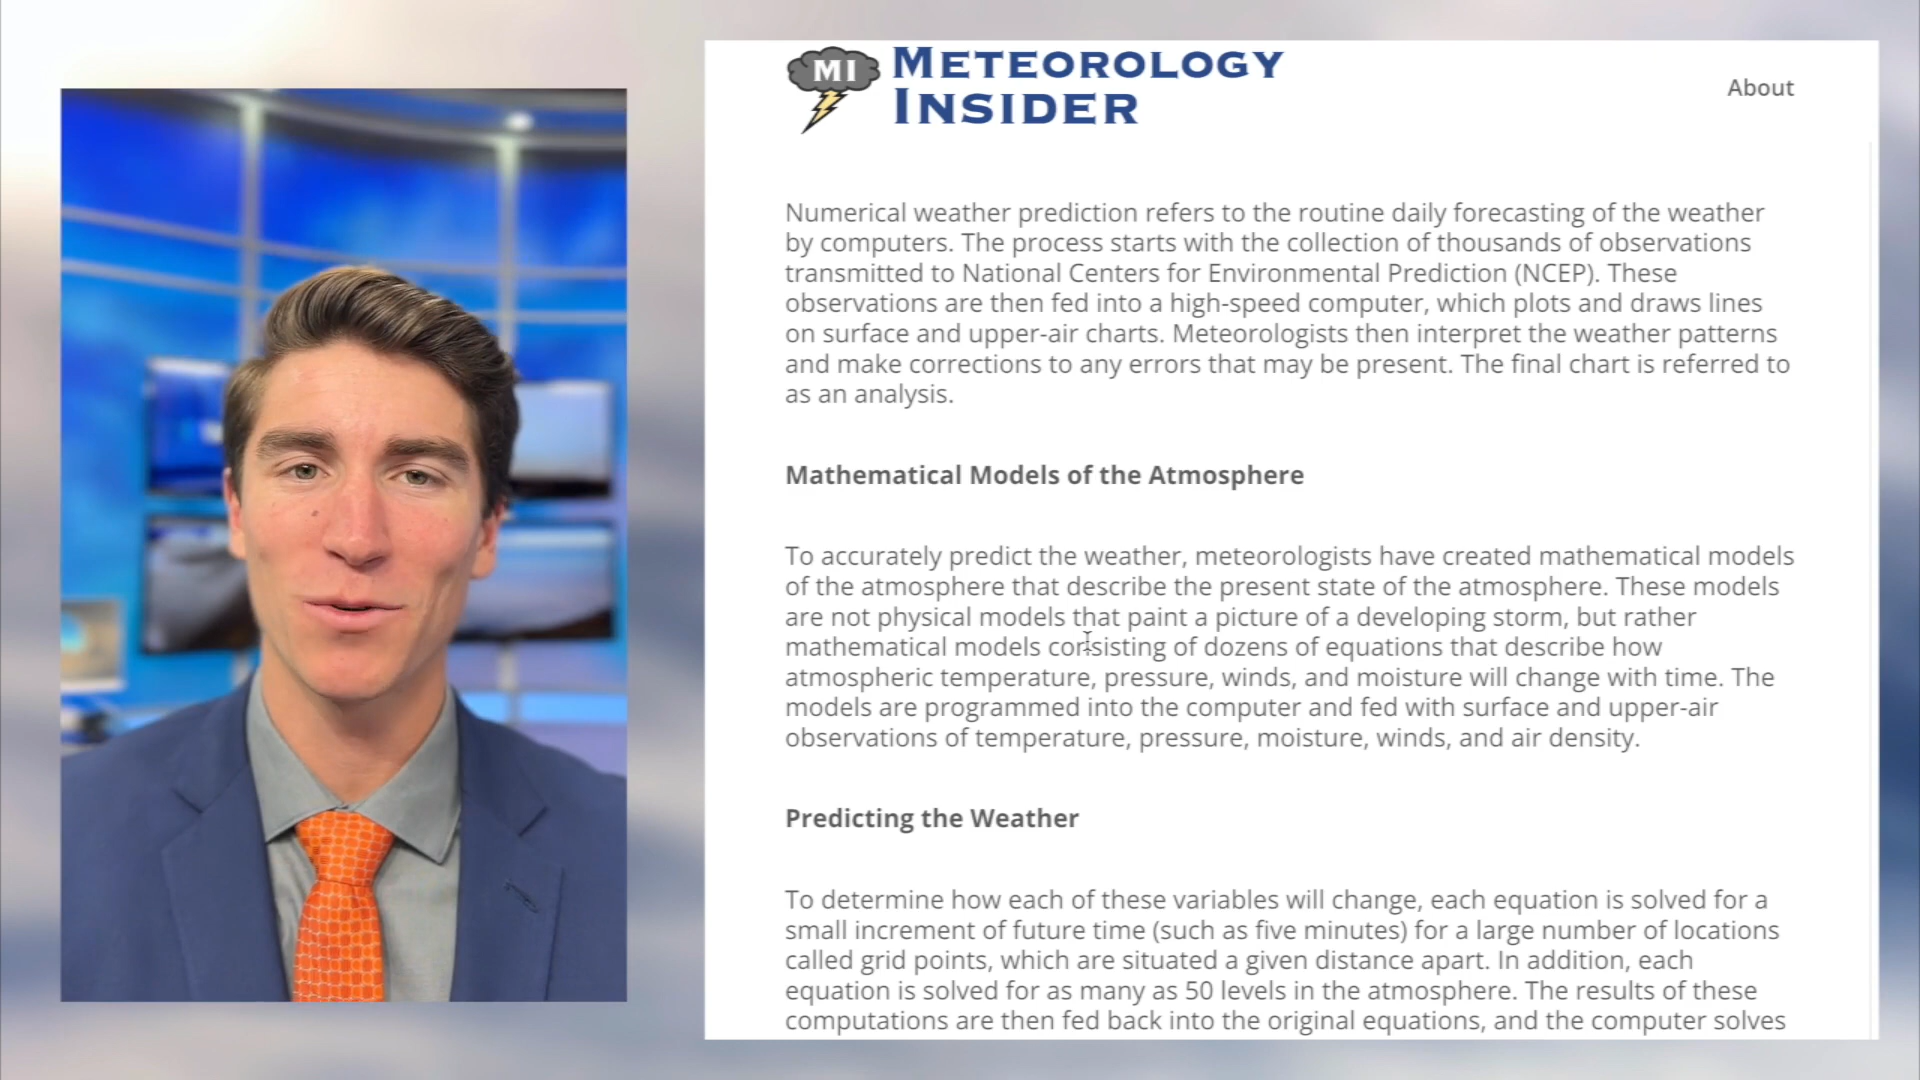 MI
METEOROLOGY
INSIDER
About
Numerical weather prediction refers to the routine daily forecasting of the weather
by computers. The process starts with the collection of thousands of observations
transmitted to National Centers for Environmental Prediction (NCEP). These
observations are then fed into a high-speed computer, which plots and draws lines
on surface and upper-air charts. Meteorologists then interpret the weather patterns
and make corrections to any errors that may be present. The final chart is referred to
as an analysis.
Mathematical Models of the Atmosphere
To accurately predict the weather, meteorologists have created mathematical models
of the atmosphere that describe the present state of the atmosphere. These models
are not physical models that paint a picture of a developing storm, but rather
mathematical models consisting of dozens of equations that describe how
atmospheric temperature, pressure, winds, and moisture will change with time. The
models are programmed into the computer and fed with surface and upper-air
observations of temperature, pressure, moisture, winds, and air density.
Predicting the Weather
To determine how each of these variables will change, each equation is solved for a
small increment of future time (such as five minutes) for a large number of locations
called grid points, which are situated a given distance apart. In addition, each
equation is solved for as many as 50 levels in the atmosphere. The results of these
computations are then fed back into the original equations, and the computer solves